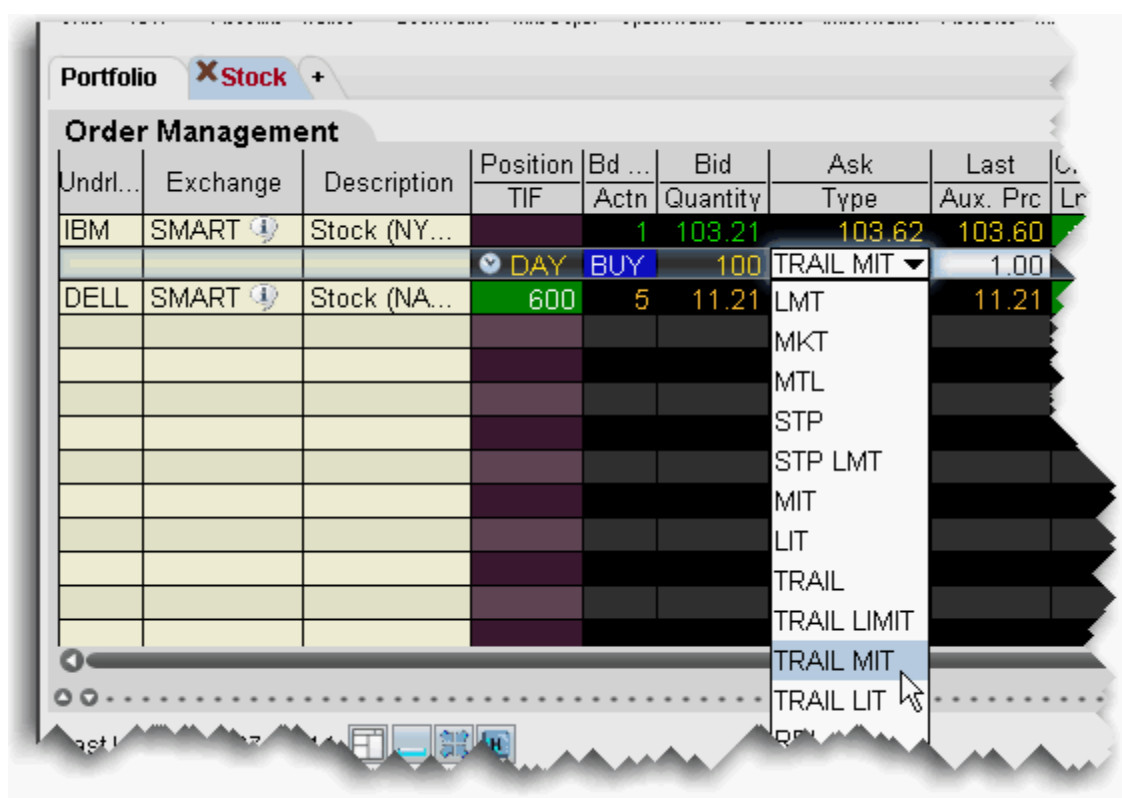 Portfolio Stock +
Order Management
Undrl... Exchange Description Position Bd ... Bid Ask Last
TIF Actn Quantity Type Aux. Prc
IBM SMART Stock (NY... 1 103.21 103.62 103.60
DAY BUY 100 TRAIL MIT 1.00
DELL SMART Stock (NA... 600 5 11.21 11.21
LMT
MKT
MTL
STP
STP LMT
MIT
LIT
TRAIL
TRAIL LIMIT
TRAIL MIT
TRAIL LIT